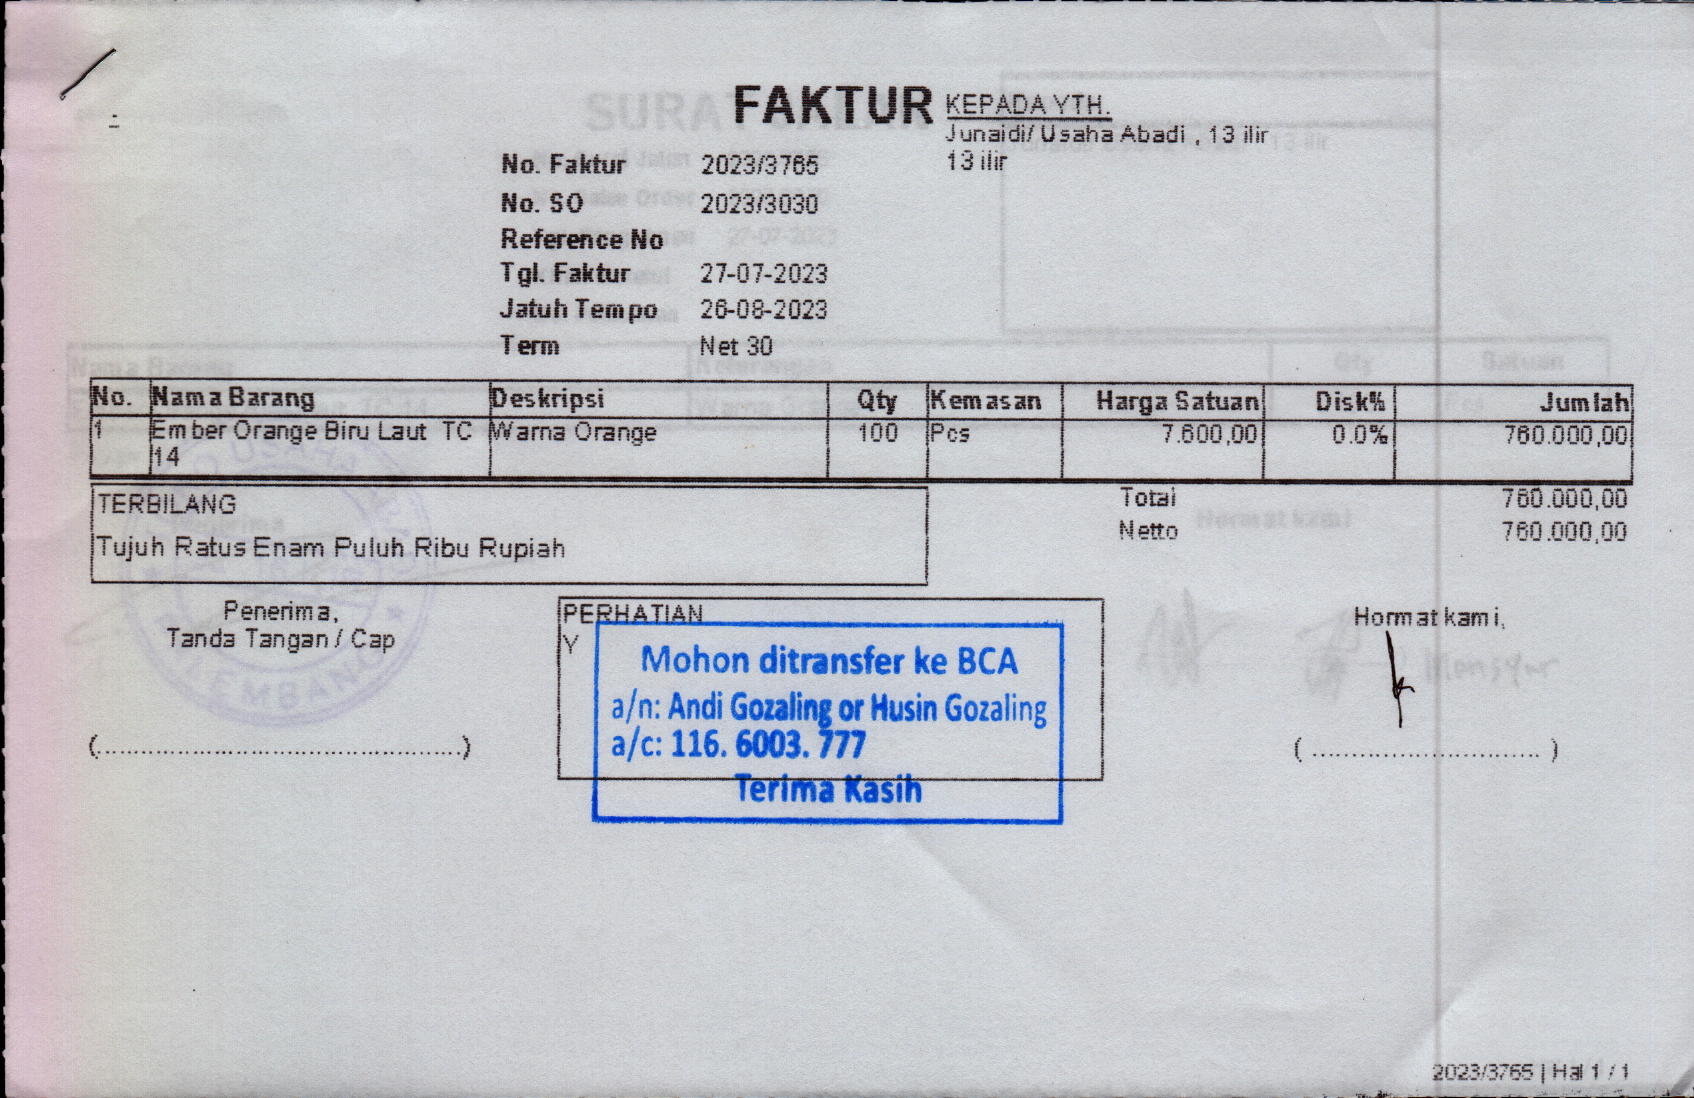 FAKTUR
KEPADA YTH.
Junaidi/ Usaha Abadi , 13 ilir
13 ilir
No. Faktur 2023/3765
No. SO 2023/3030
Reference No
Tgl. Faktur 27-07-2023
Jatuh Tempo 26-08-2023
Term Net 30
No. Nama Barang Deskripsi Qty Kemasan Harga Satuan Disk% Jumlah
1 Ember Orange Biru Laut TC Warna Orange 100 Pcs 7.600,00 0.0% 760.000,00
14
TERBILANG
Tujuh Ratus Enam Puluh Ribu Rupiah
Total 760.000,00
Netto 760.000,00
Penerima,
Tanda Tangan / Cap
(................................................)
PERHATIAN
Y
Mohon ditransfer ke BCA
a/n: Andi Gozaling or Husin Gozaling
a/c: 116. 6003. 777
Terima Kasih
Hormat kami,
( .............................. )
2023/3765 | Hal 1 / 1